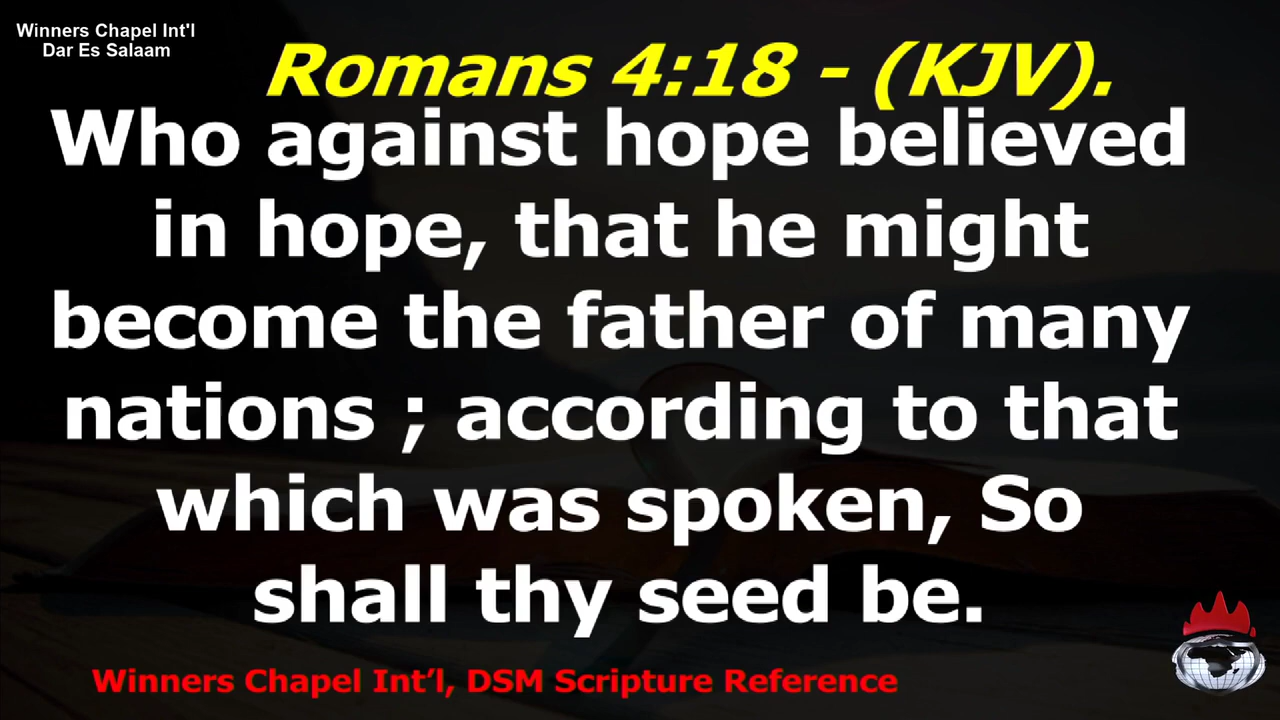 Winners Chapel Int'l
Dar Es Salaam
Romans 4:18 - (KJV).
Who against hope believed
in hope, that he might
become the father of many
nations ; according to that
which was spoken, So
shall thy seed be.
Winners Chapel Int’l, DSM Scripture Reference